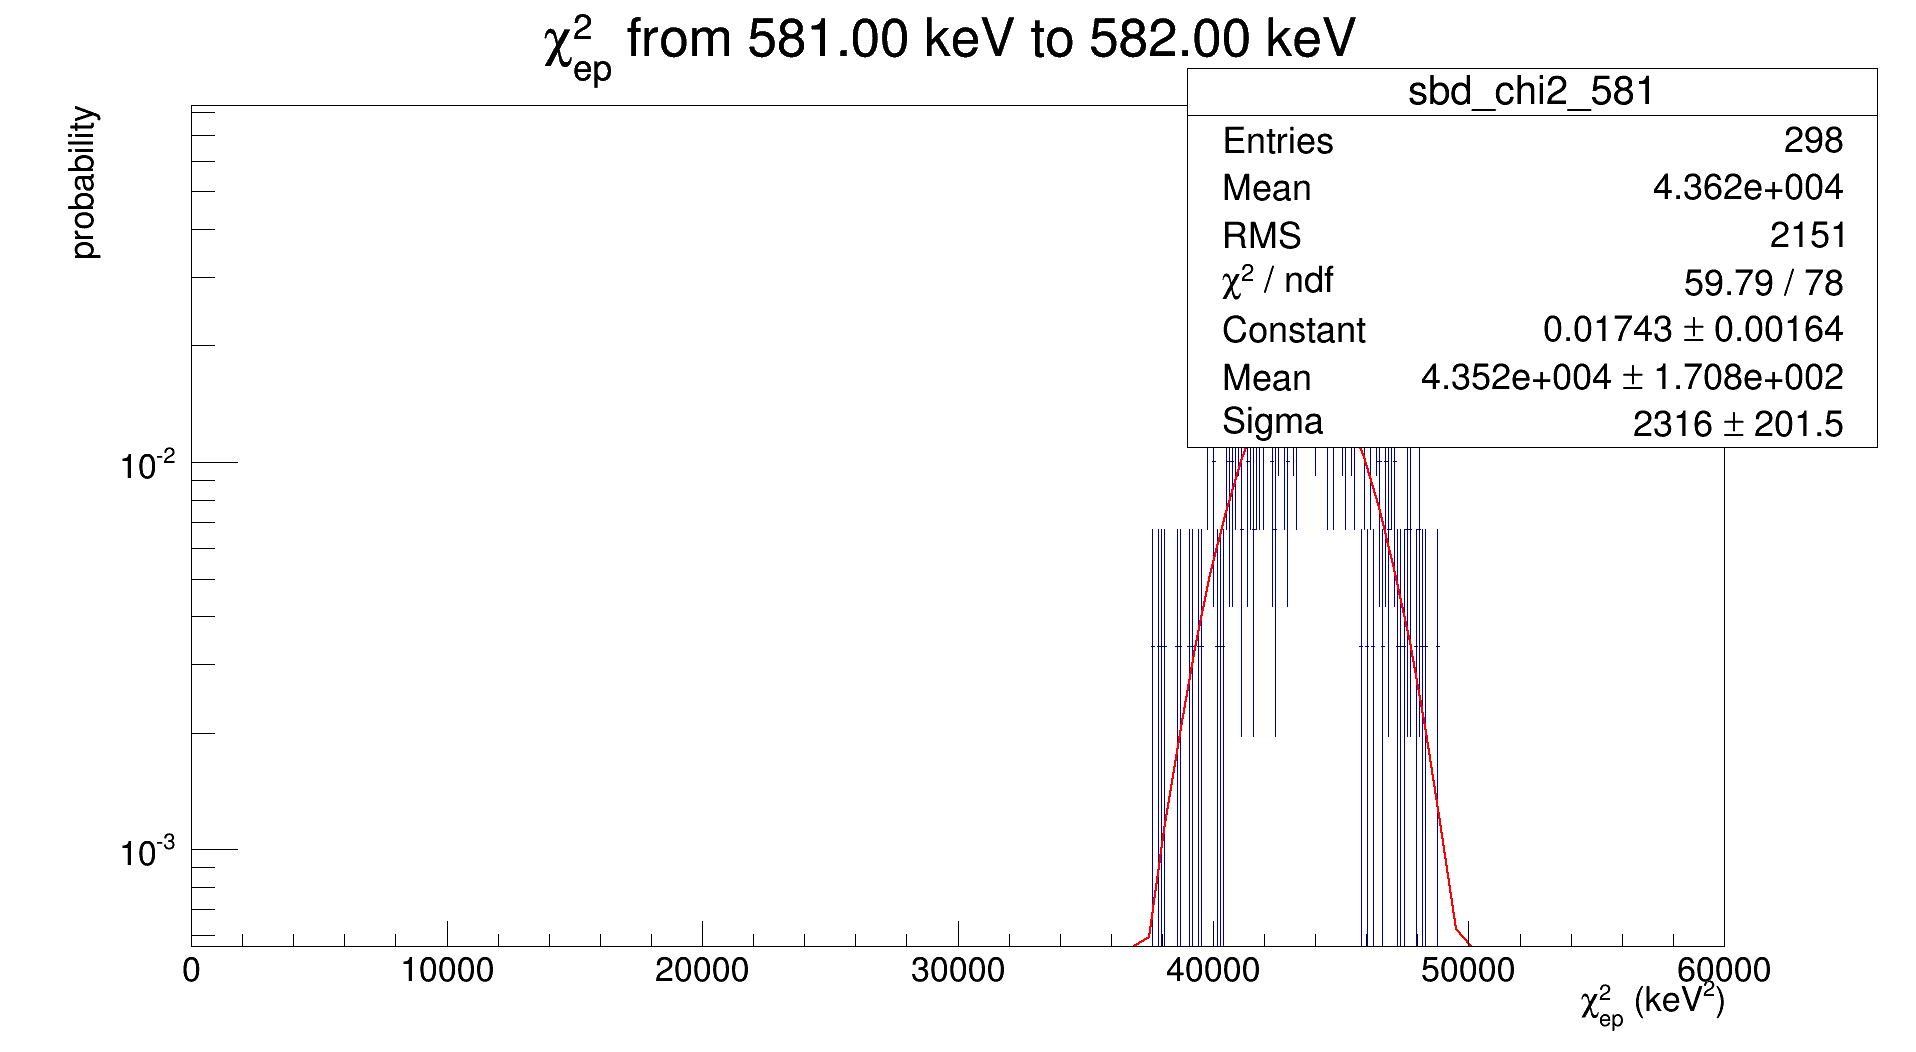 χ²ep from 581.00 keV to 582.00 keV
probability
sbd_chi2_581
Entries 298
Mean 4.362e+004
RMS 2151
χ² / ndf 59.79 / 78
Constant 0.01743 ± 0.00164
Mean 4.352e+004 ± 1.708e+002
Sigma 2316 ± 201.5
10⁻²
10⁻³
0 10000 20000 30000 40000 50000 60000
χ²ep (keV²)